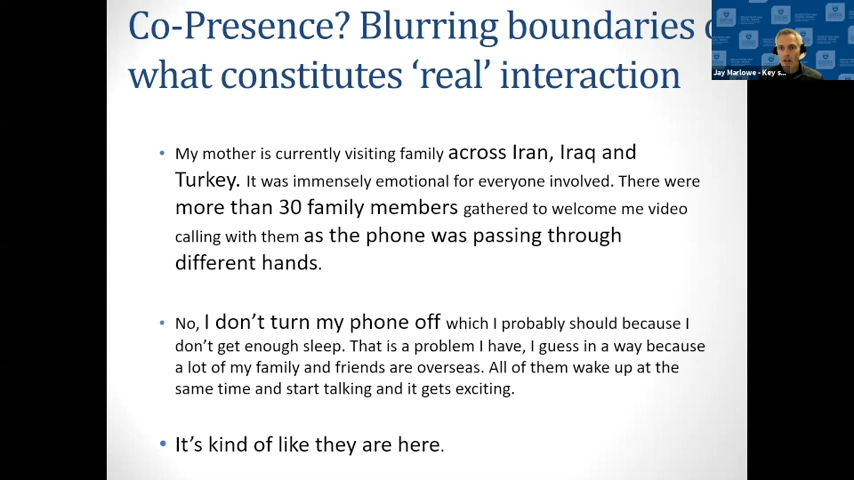 Co-Presence? Blurring boundaries
what constitutes ‘real’ interaction
Jay Marlowe - Key s...
• My mother is currently visiting family across Iran, Iraq and
Turkey. It was immensely emotional for everyone involved. There were
more than 30 family members gathered to welcome me video
calling with them as the phone was passing through
different hands.
• No, I don’t turn my phone off which I probably should because I
don’t get enough sleep. That is a problem I have, I guess in a way because
a lot of my family and friends are overseas. All of them wake up at the
same time and start talking and it gets exciting.
• It’s kind of like they are here.